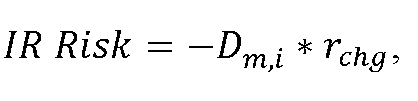 IR Risk = −D_{m,i} * r_{chg},